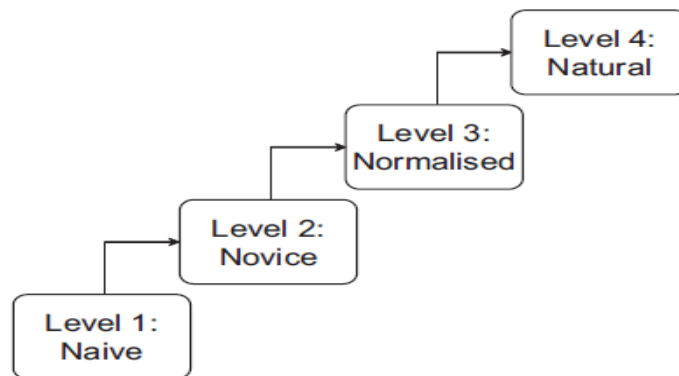 Level 4:
Natural
Level 3:
Normalised
Level 2:
Novice
Level 1:
Naive